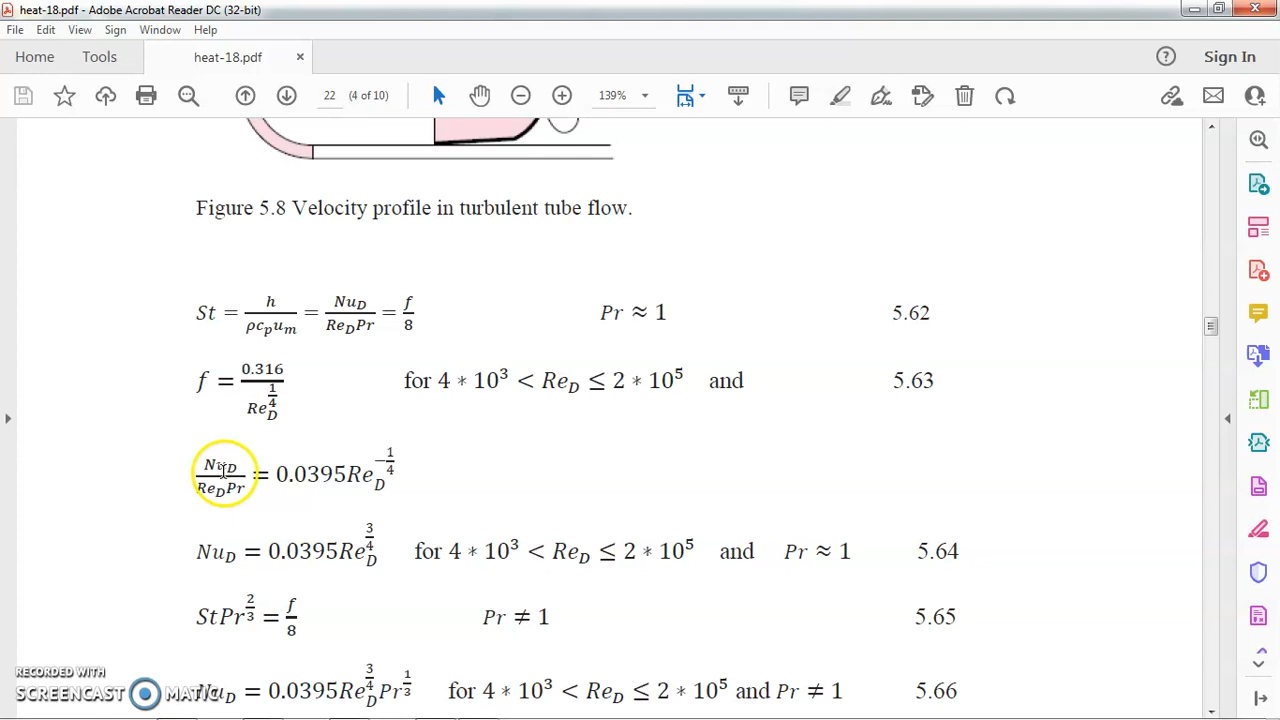 heat-18.pdf - Adobe Acrobat Reader DC (32-bit)
File Edit View Sign Window Help
Home Tools heat-18.pdf × ? Sign In
22 (4 of 10) 139%
Figure 5.8 Velocity profile in turbulent tube flow.
St = h/(ρc_p u_m) = Nu_D/(Re_D Pr) = f/8 Pr ≈ 1 5.62
f = 0.316/Re_D^(1/4) for 4 * 10^3 < Re_D ≤ 2 * 10^5 and 5.63
Nu_D/(Re_D Pr) = 0.0395Re_D^(-1/4)
Nu_D = 0.0395Re_D^(3/4) for 4 * 10^3 < Re_D ≤ 2 * 10^5 and Pr ≈ 1 5.64
StPr^(2/3) = f/8 Pr ≠ 1 5.65
Nu_D = 0.0395Re_D^(3/4) Pr^(1/3) for 4 * 10^3 < Re_D ≤ 2 * 10^5 and Pr ≠ 1 5.66
RECORDED WITH
SCREENCAST MATIC